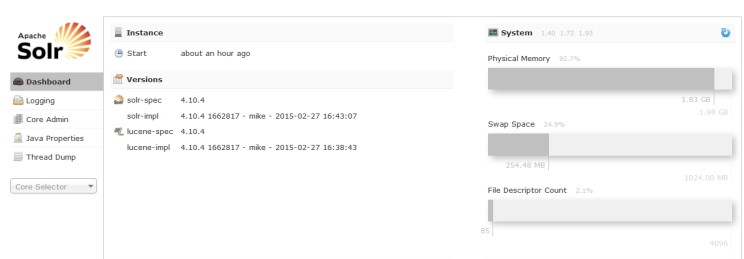 Apache
Solr
Dashboard
Logging
Core Admin
Java Properties
Thread Dump
Core Selector
Instance
Start about an hour ago
Versions
solr-spec 4.10.4
solr-impl 4.10.4 1662817 - mike - 2015-02-27 16:43:07
lucene-spec 4.10.4
lucene-impl 4.10.4 1662817 - mike - 2015-02-27 16:38:43
System 1.40 1.72 1.93
Physical Memory 92.7%
1.83 GB
1.98 GB
Swap Space 24.9%
254.48 MB
1024.00 MB
File Descriptor Count 2.1%
85
4096